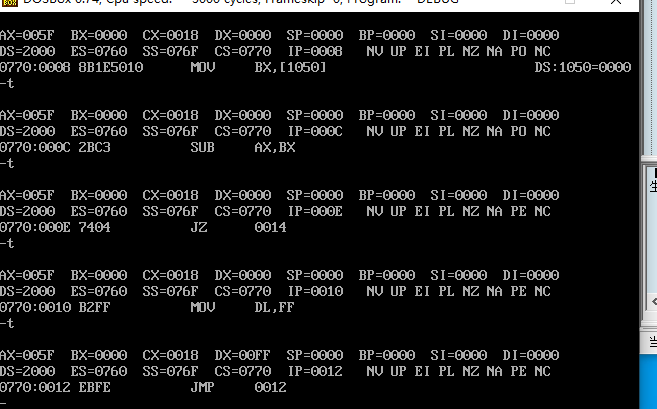 DOSBox 0.74, Cpu speed: 3000 cycles, Frameskip 0, Program: DEBUG
AX=005F BX=0000 CX=0018 DX=0000 SP=0000 BP=0000 SI=0000 DI=0000
DS=2000 ES=0760 SS=076F CS=0770 IP=0008 NV UP EI PL NZ NA PO NC
0770:0008 8B1E5010 MOV BX,[1050] DS:1050=0000
-t
AX=005F BX=0000 CX=0018 DX=0000 SP=0000 BP=0000 SI=0000 DI=0000
DS=2000 ES=0760 SS=076F CS=0770 IP=000C NV UP EI PL NZ NA PO NC
0770:000C 2BC3 SUB AX,BX
-t
AX=005F BX=0000 CX=0018 DX=0000 SP=0000 BP=0000 SI=0000 DI=0000
DS=2000 ES=0760 SS=076F CS=0770 IP=000E NV UP EI PL NZ NA PE NC
0770:000E 7404 JZ 0014
-t
AX=005F BX=0000 CX=0018 DX=0000 SP=0000 BP=0000 SI=0000 DI=0000
DS=2000 ES=0760 SS=076F CS=0770 IP=0010 NV UP EI PL NZ NA PE NC
0770:0010 B2FF MOV DL,FF
-t
AX=005F BX=0000 CX=0018 DX=00FF SP=0000 BP=0000 SI=0000 DI=0000
DS=2000 ES=0760 SS=076F CS=0770 IP=0012 NV UP EI PL NZ NA PE NC
0770:0012 EBFE JMP 0012
-